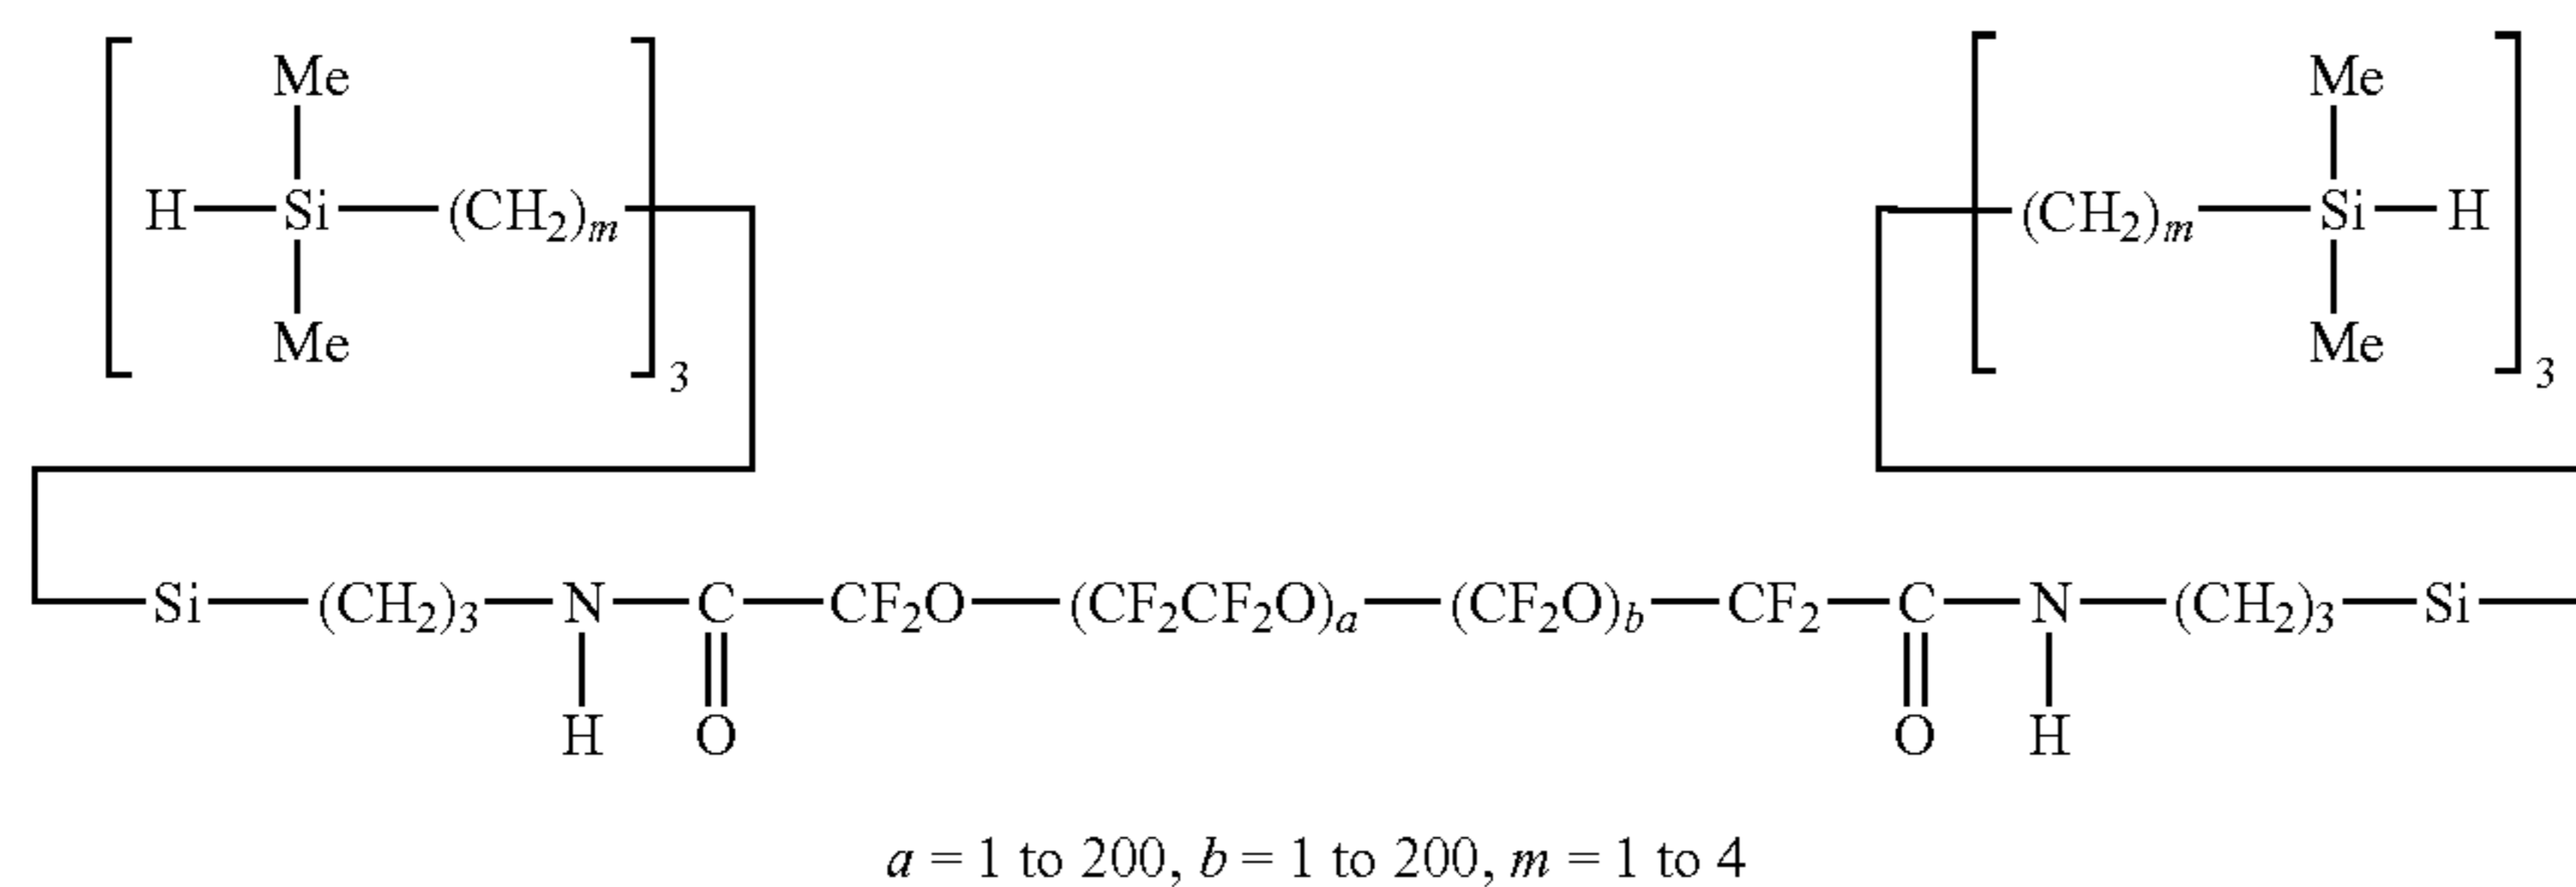 Me Me
H—Si—(CH₂)ₘ (CH₂)ₘ—Si—H
Me Me
3 3
Si—(CH₂)₃—N—C—CF₂O—(CF₂CF₂O)ₐ—(CF₂O)b—CF₂—C—N—(CH₂)₃—Si
H O O H
a = 1 to 200, b = 1 to 200, m = 1 to 4